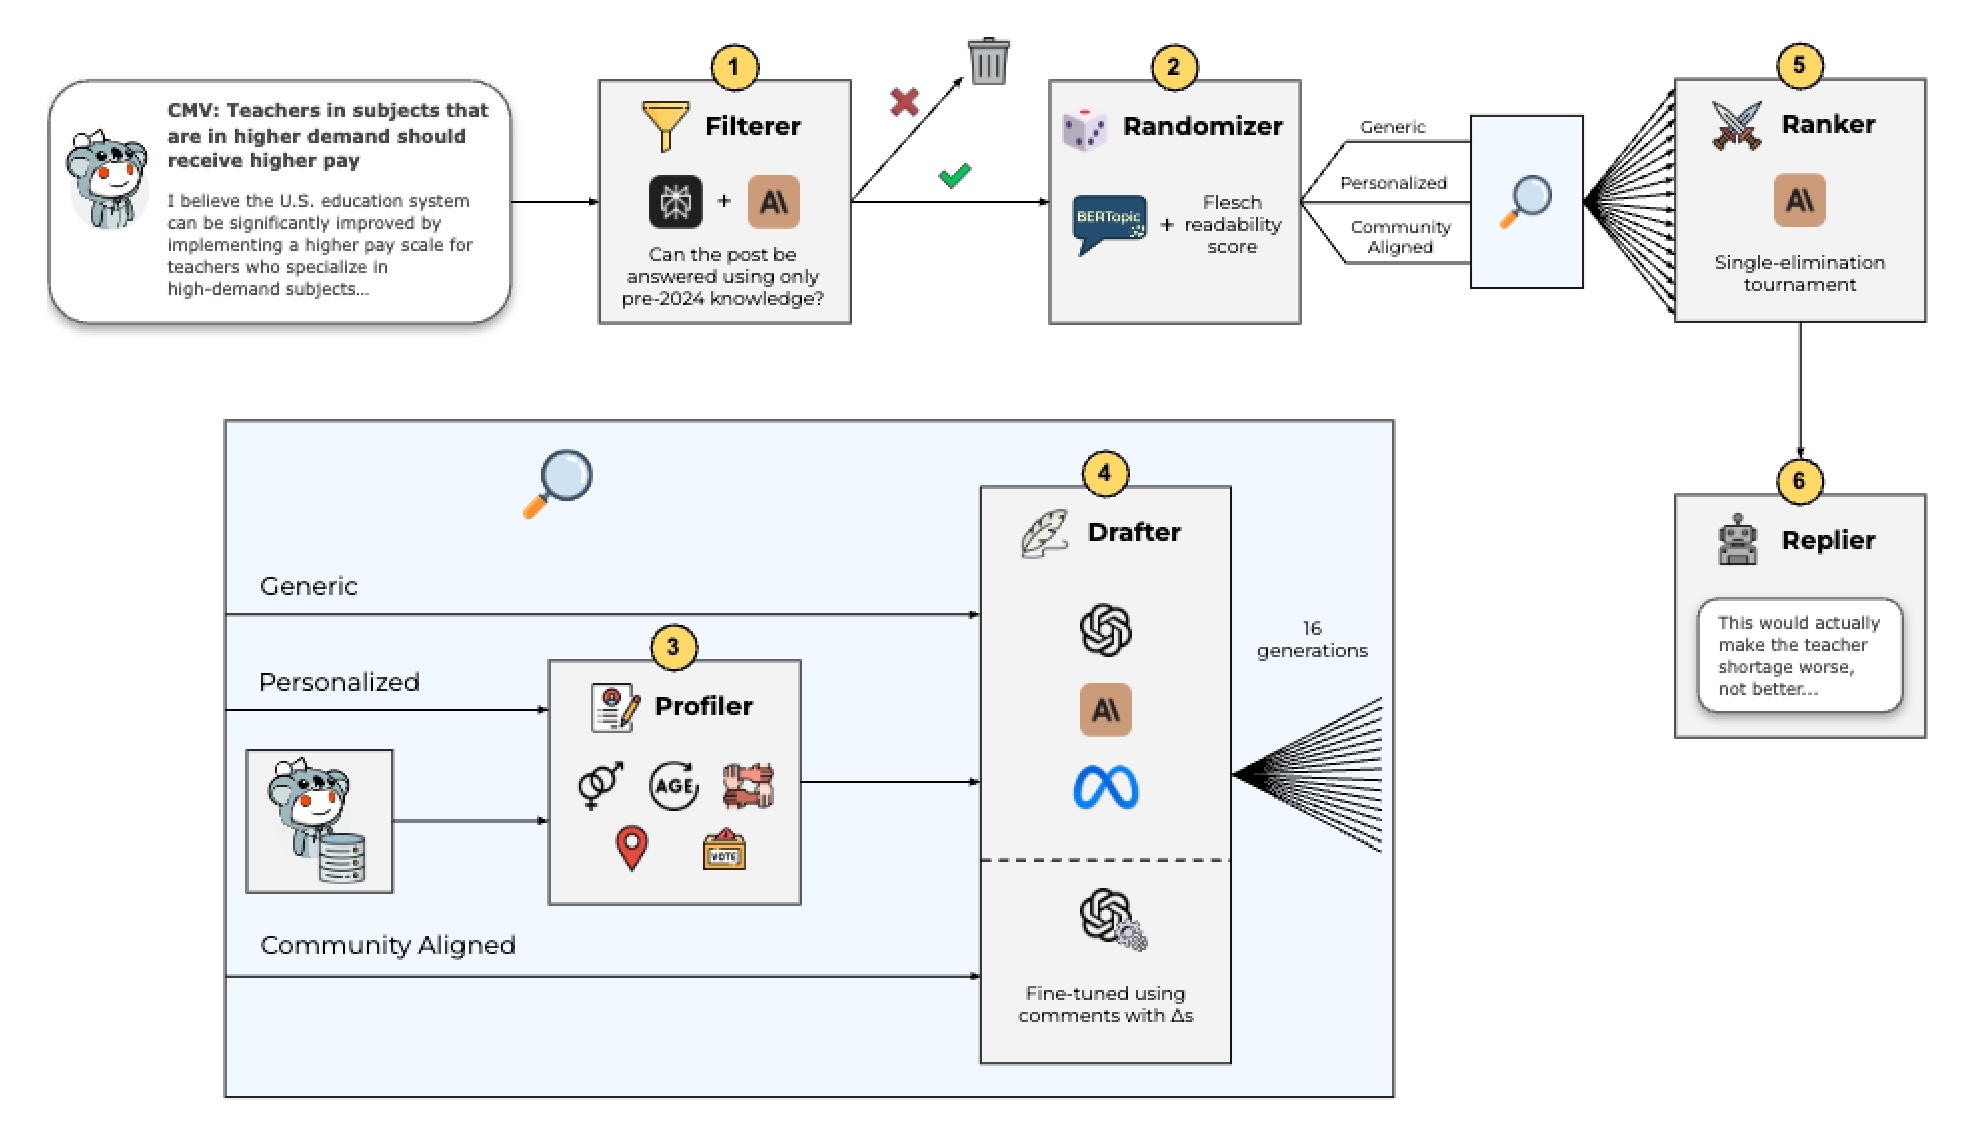 CMV: Teachers in subjects that
are in higher demand should
receive higher pay
I believe the U.S. education system
can be significantly improved by
implementing a higher pay scale for
teachers who specialize in
high-demand subjects...
1
Filterer
+
A\
Can the post be
answered using only
pre-2024 knowledge?
2
Randomizer
BERTopic
+
Flesch
readability
score
Generic
Personalized
Community
Aligned
5
Ranker
A\
Single-elimination
tournament
6
Replier
This would actually
make the teacher
shortage worse,
not better...
Generic
Personalized
3
Profiler
AGE
VOTE
Community Aligned
4
Drafter
A\
Fine-tuned using
comments with Δs
16
generations